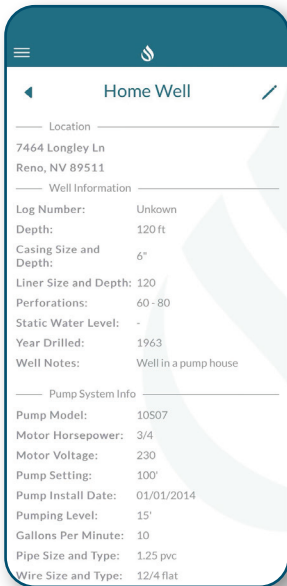 Home Well
Location
7464 Longley Ln
Reno, NV 89511
Well Information
Log Number: Unkown
Depth: 120 ft
Casing Size and Depth: 6"
Liner Size and Depth: 120
Perforations: 60 - 80
Static Water Level: -
Year Drilled: 1963
Well Notes: Well in a pump house
Pump System Info
Pump Model: 10S07
Motor Horsepower: 3/4
Motor Voltage: 230
Pump Setting: 100'
Pump Install Date: 01/01/2014
Pumping Level: 15'
Gallons Per Minute: 10
Pipe Size and Type: 1.25 pvc
Wire Size and Type: 12/4 flat